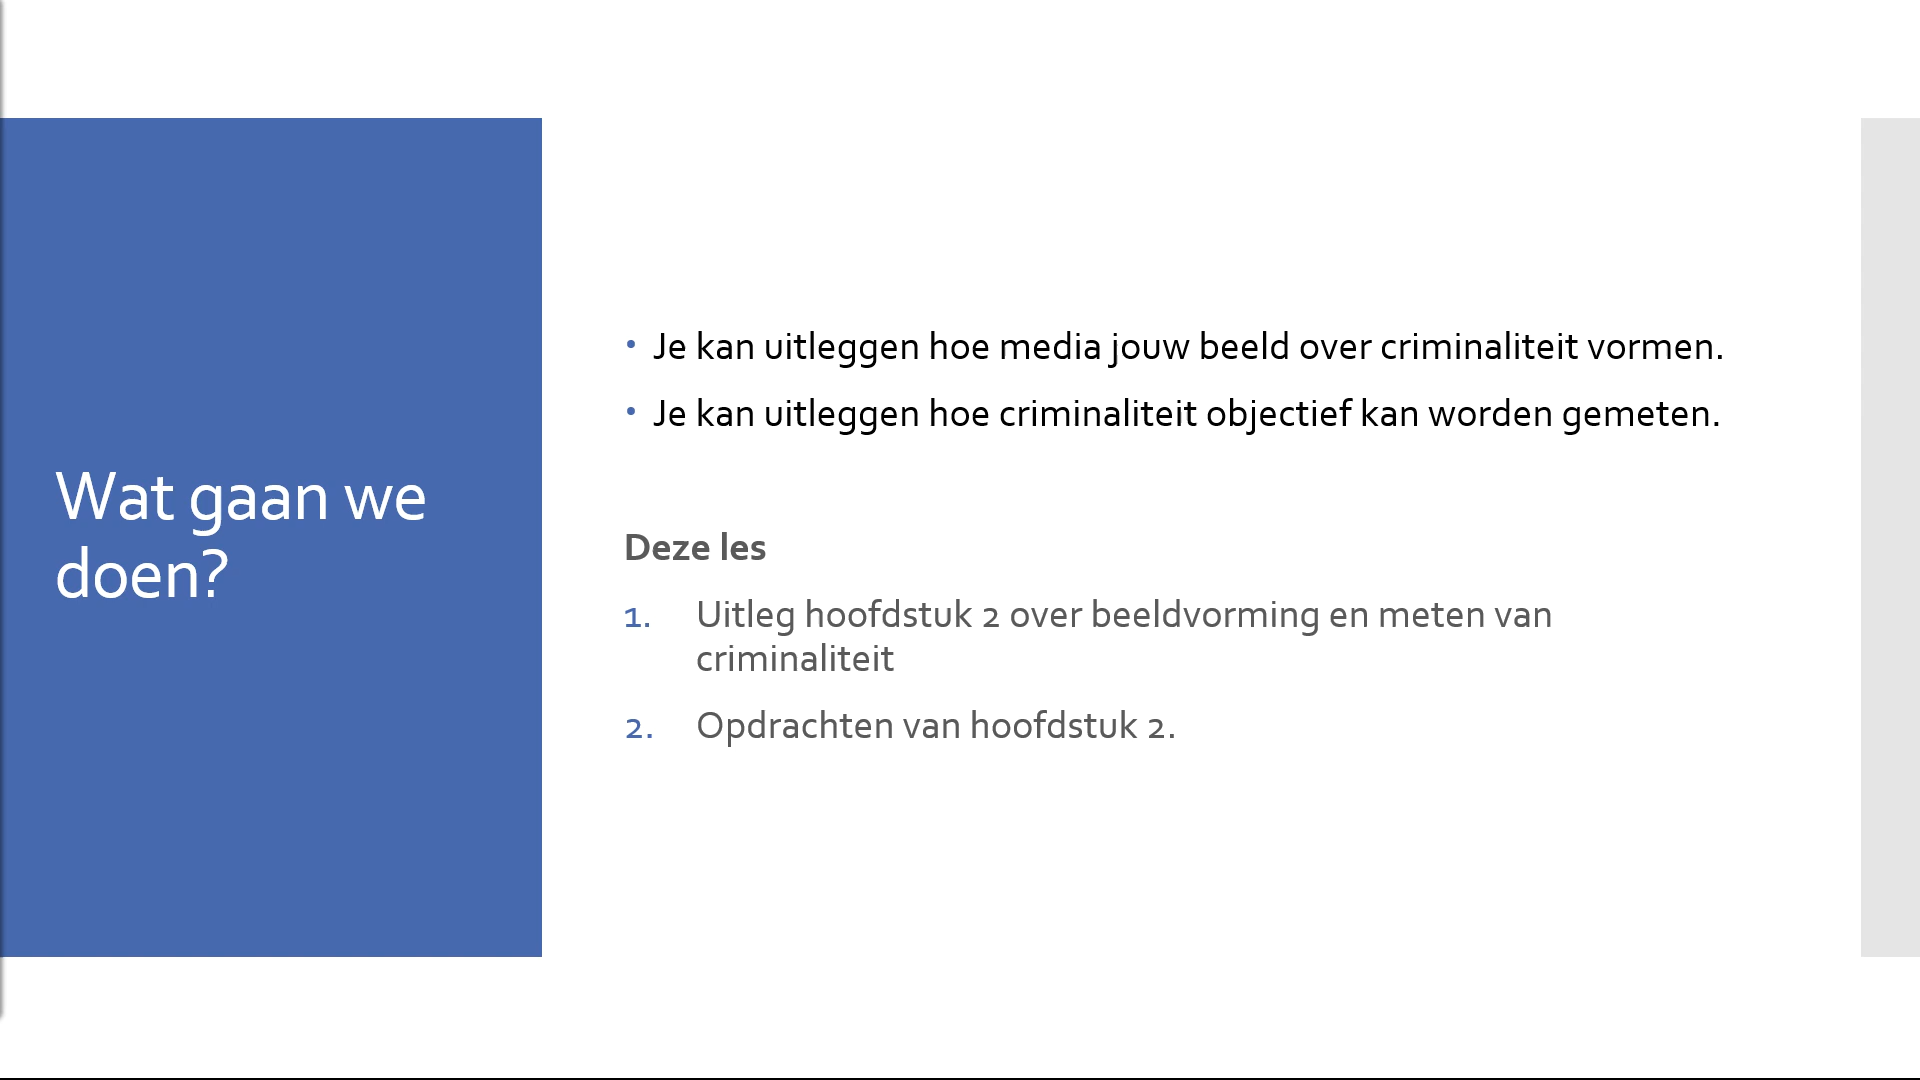 Wat gaan we
doen?
• Je kan uitleggen hoe media jouw beeld over criminaliteit vormen.
• Je kan uitleggen hoe criminaliteit objectief kan worden gemeten.
Deze les
1. Uitleg hoofdstuk 2 over beeldvorming en meten van
criminaliteit
2. Opdrachten van hoofdstuk 2.